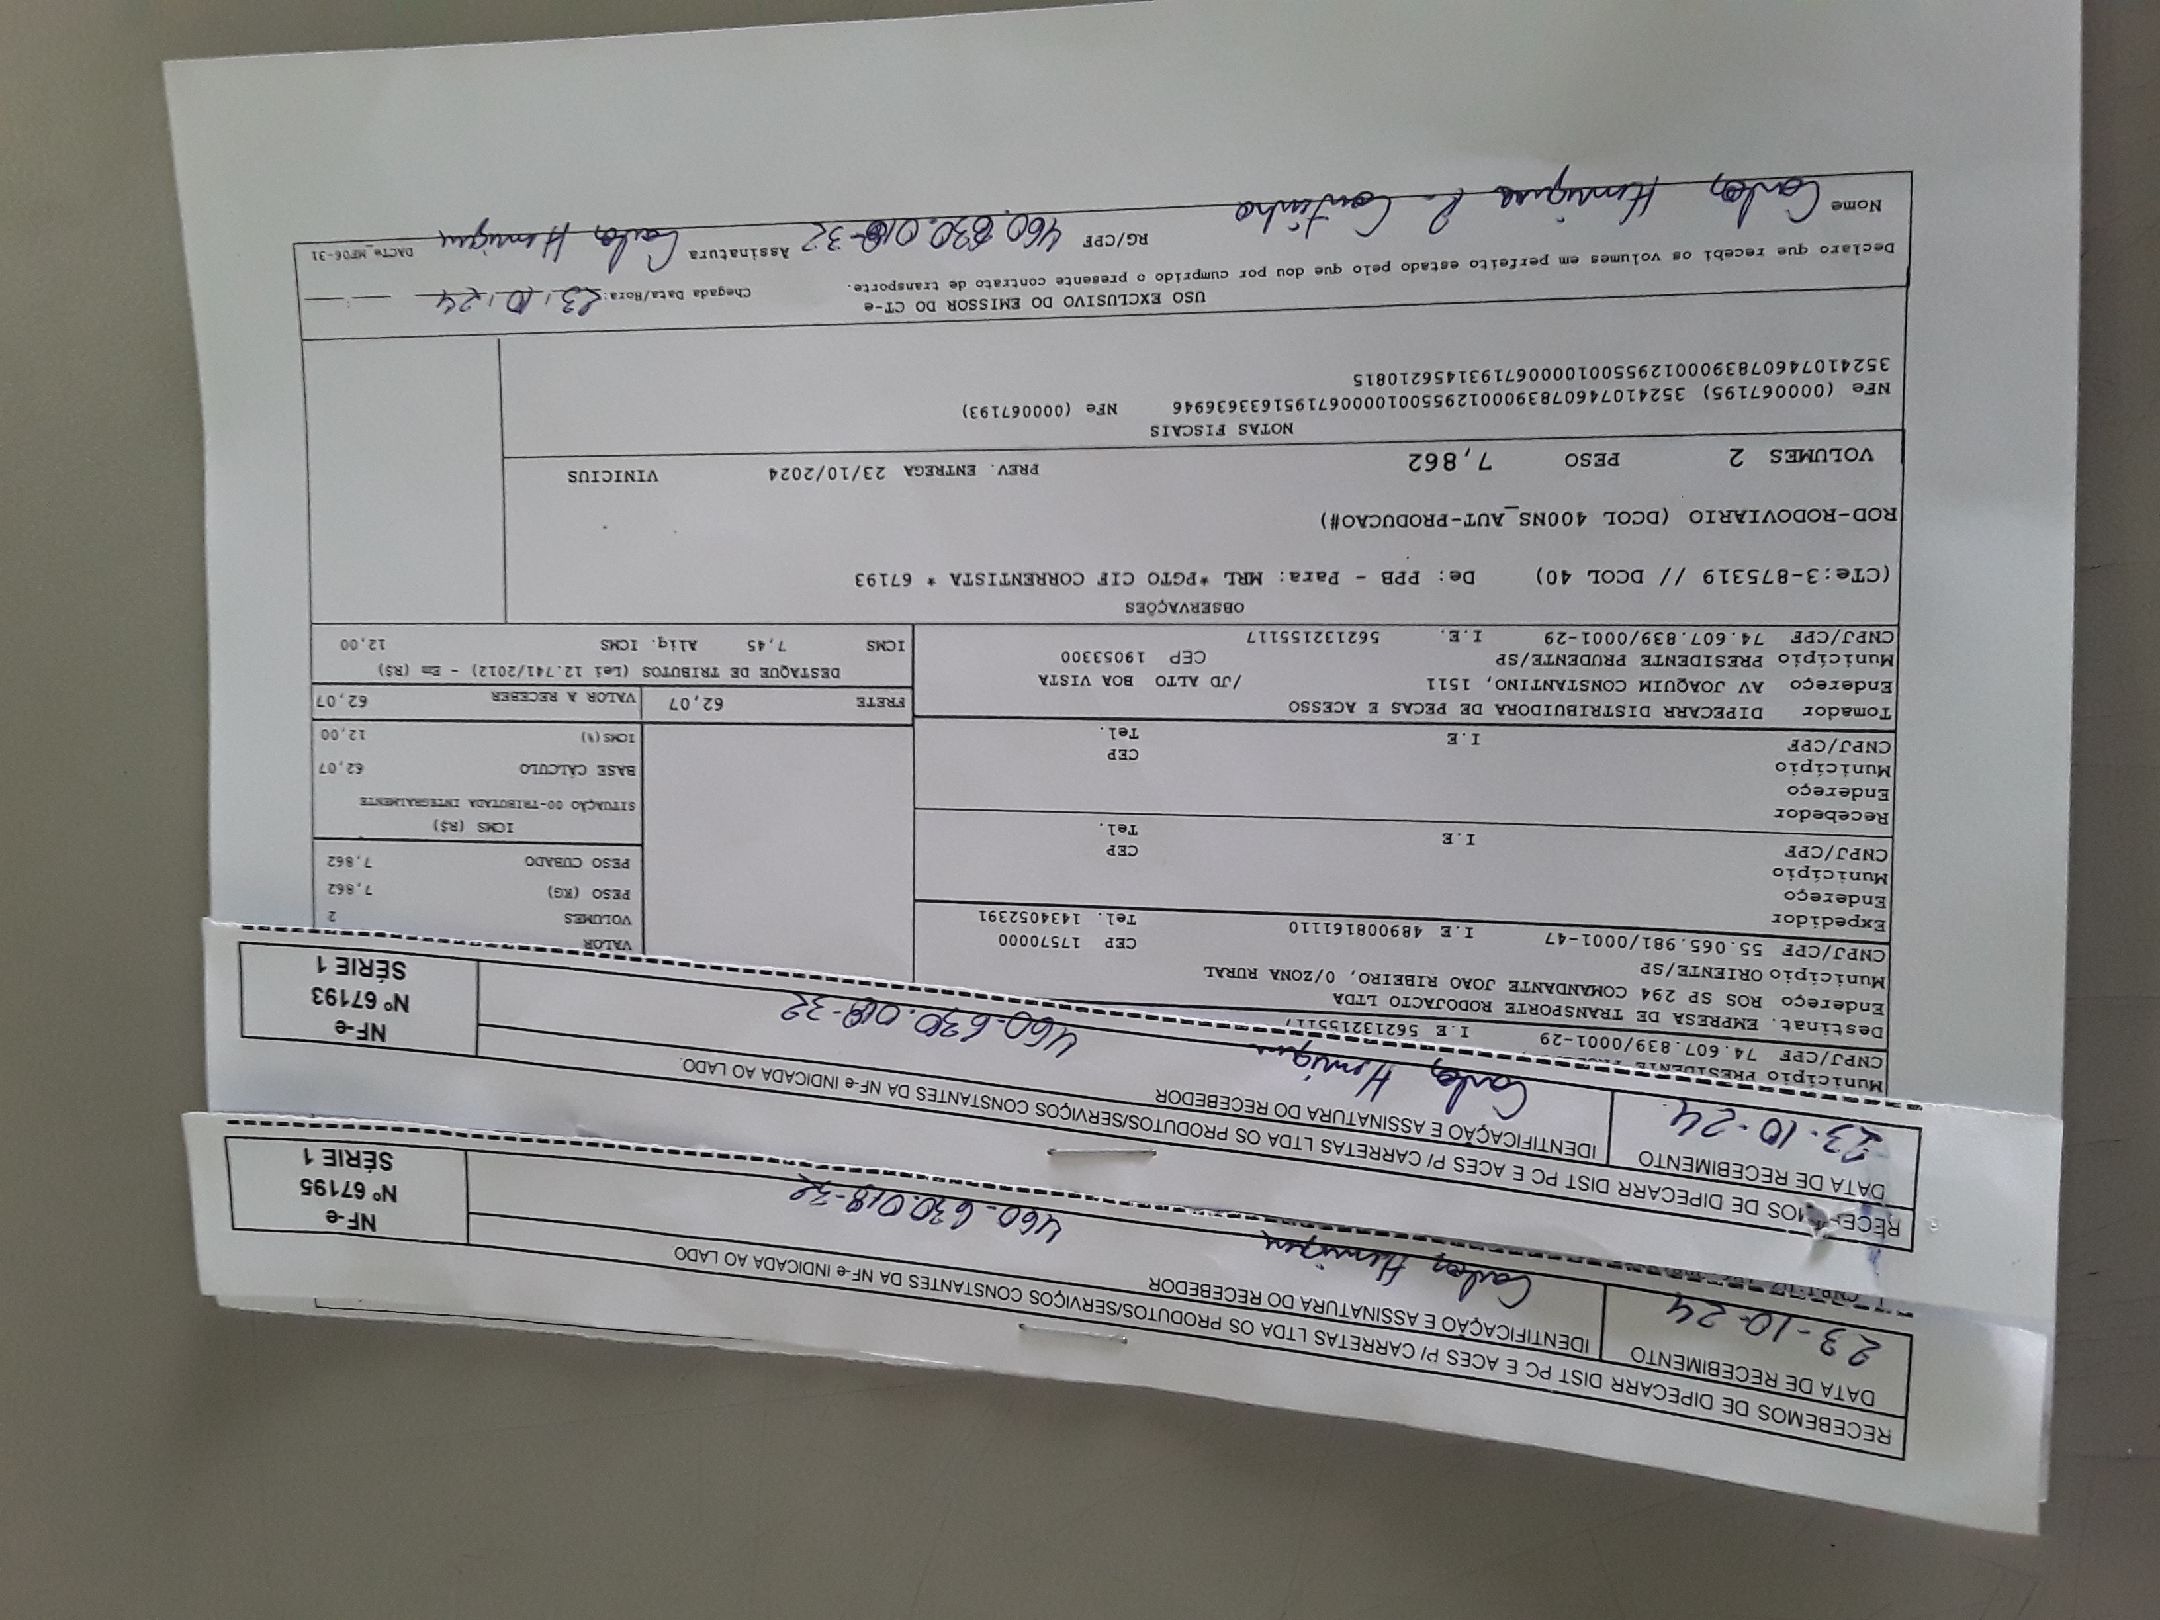 RECEBEMOS DE DIPECARR DIST PC E ACES P/ CARRETAS LTDA OS PRODUTOS/SERVIÇOS CONSTANTES DA NF-e INDICADA AO LADO
DATA DE RECEBIMENTO
23-10-24
IDENTIFICAÇÃO E ASSINATURA DO RECEBEDOR
Carlos Henrique 460.630.018-32
NF-e
Nº 67195
SÉRIE 1
DIPECARR DIST PC E ACES P/ CARRETAS LTDA OS PRODUTOS/SERVIÇOS CONSTANTES DA NF-e INDICADA AO LADO.
DATA DE RECEBIMENTO
23-10-24
IDENTIFICAÇÃO E ASSINATURA DO RECEBEDOR
Carlos Henrique 460.630.018-32
NF-e
Nº 67193
SÉRIE 1
Município PRESIDENTE
CNPJ/CPF 74.607.839/0001-29 I.E 562132155117
Destinat. EMPRESA DE TRANSPORTE RODOJACTO LTDA
Endereço ROS SP 294 COMANDANTE JOAO RIBEIRO, 0/ZONA RURAL
Município ORIENTE/SP CEP 17570000
CNPJ/CPF 55.065.981/0001-47 I.E 489008161110 Tel. 1434052391
Expedidor
Endereço
Município CEP
CNPJ/CPF I.E Tel.
Recebedor
Endereço
Município CEP
CNPJ/CPF I.E Tel.
Tomador DIPECARR DISTRIBUIDORA DE PECAS E ACESSO
Endereço AV JOAQUIM CONSTANTINO, 1511 /JD ALTO BOA VISTA
Município PRESIDENTE PRUDENTE/SP CEP 19053300
CNPJ/CPF 74.607.839/0001-29 I.E. 562132155117
VALOR
VOLUMES 2
PESO (KG) 7,862
PESO CUBADO 7,862
ICMS (R$)
SITUAÇÃO 00-TRIBUTADA INTEGRALMENTE
BASE CÁLCULO 62,07
ICMS(%) 12,00
FRETE 62,07 VALOR A RECEBER 62,07
DESTAQUE DE TRIBUTOS (Lei 12.741/2012) - Em (R$)
ICMS 7,45 Aliq. ICMS 12,00
OBSERVAÇÕES
(CTe:3-875319 // DCOL 40) De: PPB - Para: MRL *PGTO CIF CORRENTISTA * 67193
ROD-RODOVIARIO (DCOL 400NS_AUT-PRODUCAO#)
VOLUMES 2 PESO 7,862 PREV. ENTREGA 23/10/2024 VINICIUS
NOTAS FISCAIS
NFe (000067195) 35241074607839000129550010000671951633636946 NFe (000067193)
35241074607839000129550010000671931456210815
USO EXCLUSIVO DO EMISSOR DO CT-e
Declaro que recebi os volumes em perfeito estado pelo que dou por cumprido o presente contrato de transporte. Chegada Data/Hora: 23,10,24
Nome Carlos Henrique R. Coutinho RG/CPF 460.630.018-32 Assinatura Carlos Henrique DACTe_MF06-31